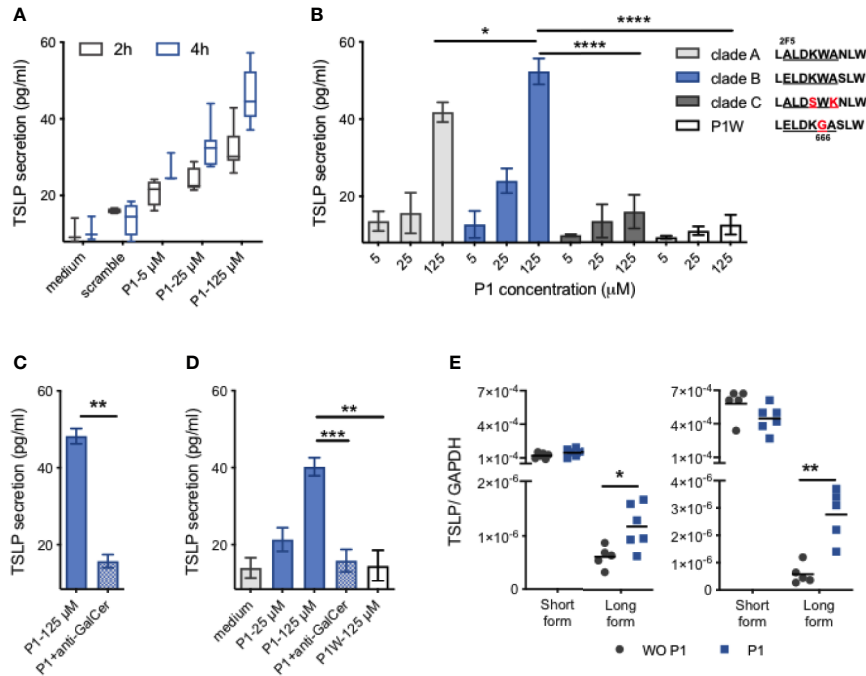 A
2h
4h
TSLP secretion (pg/ml)
60
40
20
medium
scramble
P1-5 µM
P1-25 µM
P1-125 µM
B
*
****
****
TSLP secretion (pg/ml)
60
40
20
5
25
125
5
25
125
5
25
125
5
25
125
P1 concentration (µM)
2F5
clade A LALDKWANLW
clade B LELDKWASLW
clade C LALDSWKNLW
P1W LELDKGASLW
666
C
**
TSLP secretion (pg/ml)
60
40
20
P1-125 µM
P1+anti-GalCer
D
**
***
TSLP secretion (pg/ml)
60
40
20
medium
P1-25 µM
P1-125 µM
P1+anti-GalCer
P1W-125 µM
E
TSLP/ GAPDH
7×10⁻⁴
4×10⁻⁴
1×10⁻⁴
2×10⁻⁶
1×10⁻⁶
0
*
Short form
Long form
7×10⁻⁴
4×10⁻⁴
1×10⁻⁴
4×10⁻⁶
3×10⁻⁶
2×10⁻⁶
1×10⁻⁶
0
**
Short form
Long form
WO P1
P1